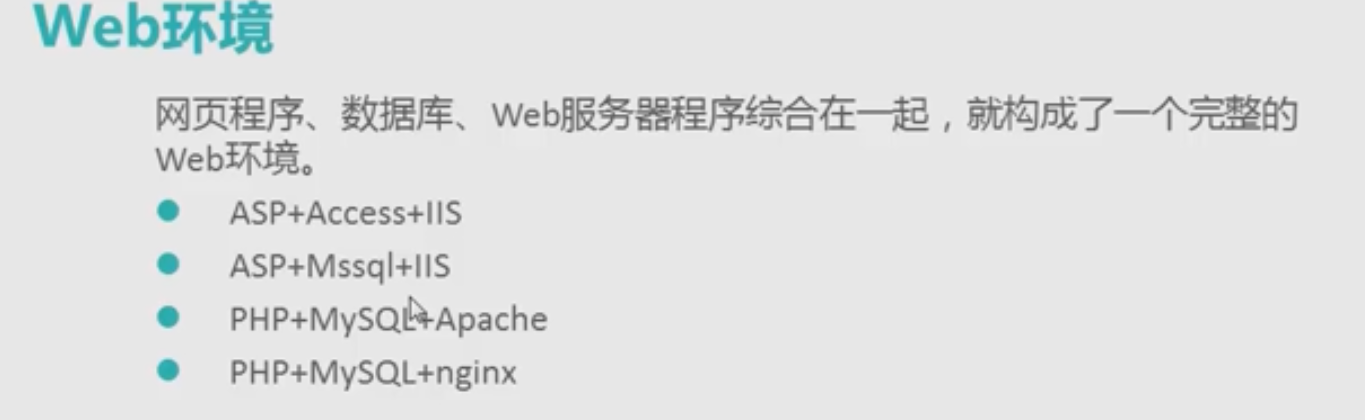 Web环境
网页程序、数据库、Web服务器程序综合在一起，就构成了一个完整的
Web环境。
ASP+Access+IIS
ASP+Mssql+IIS
PHP+MySQL+Apache
PHP+MySQL+nginx